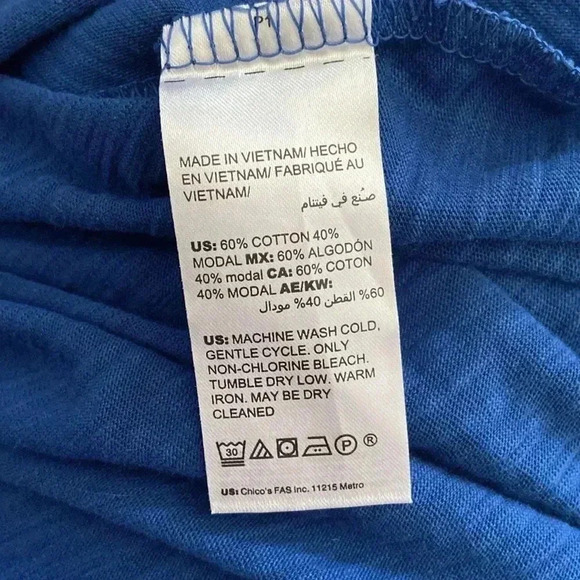 P1
MADE IN VIETNAM/ HECHO
EN VIETNAM/ FABRIQUÉ AU
VIETNAM/
صُنع في فيتنام
US: 60% COTTON 40%
MODAL MX: 60% ALGODÓN
40% modal CA: 60% COTON
40% MODAL AE/KW:
60% القطن 40% مودال
US: MACHINE WASH COLD,
GENTLE CYCLE. ONLY
NON-CHLORINE BLEACH.
TUMBLE DRY LOW. WARM
IRON. MAY BE DRY
CLEANED
30 P ®
US: Chico's FAS Inc. 11215 Metro